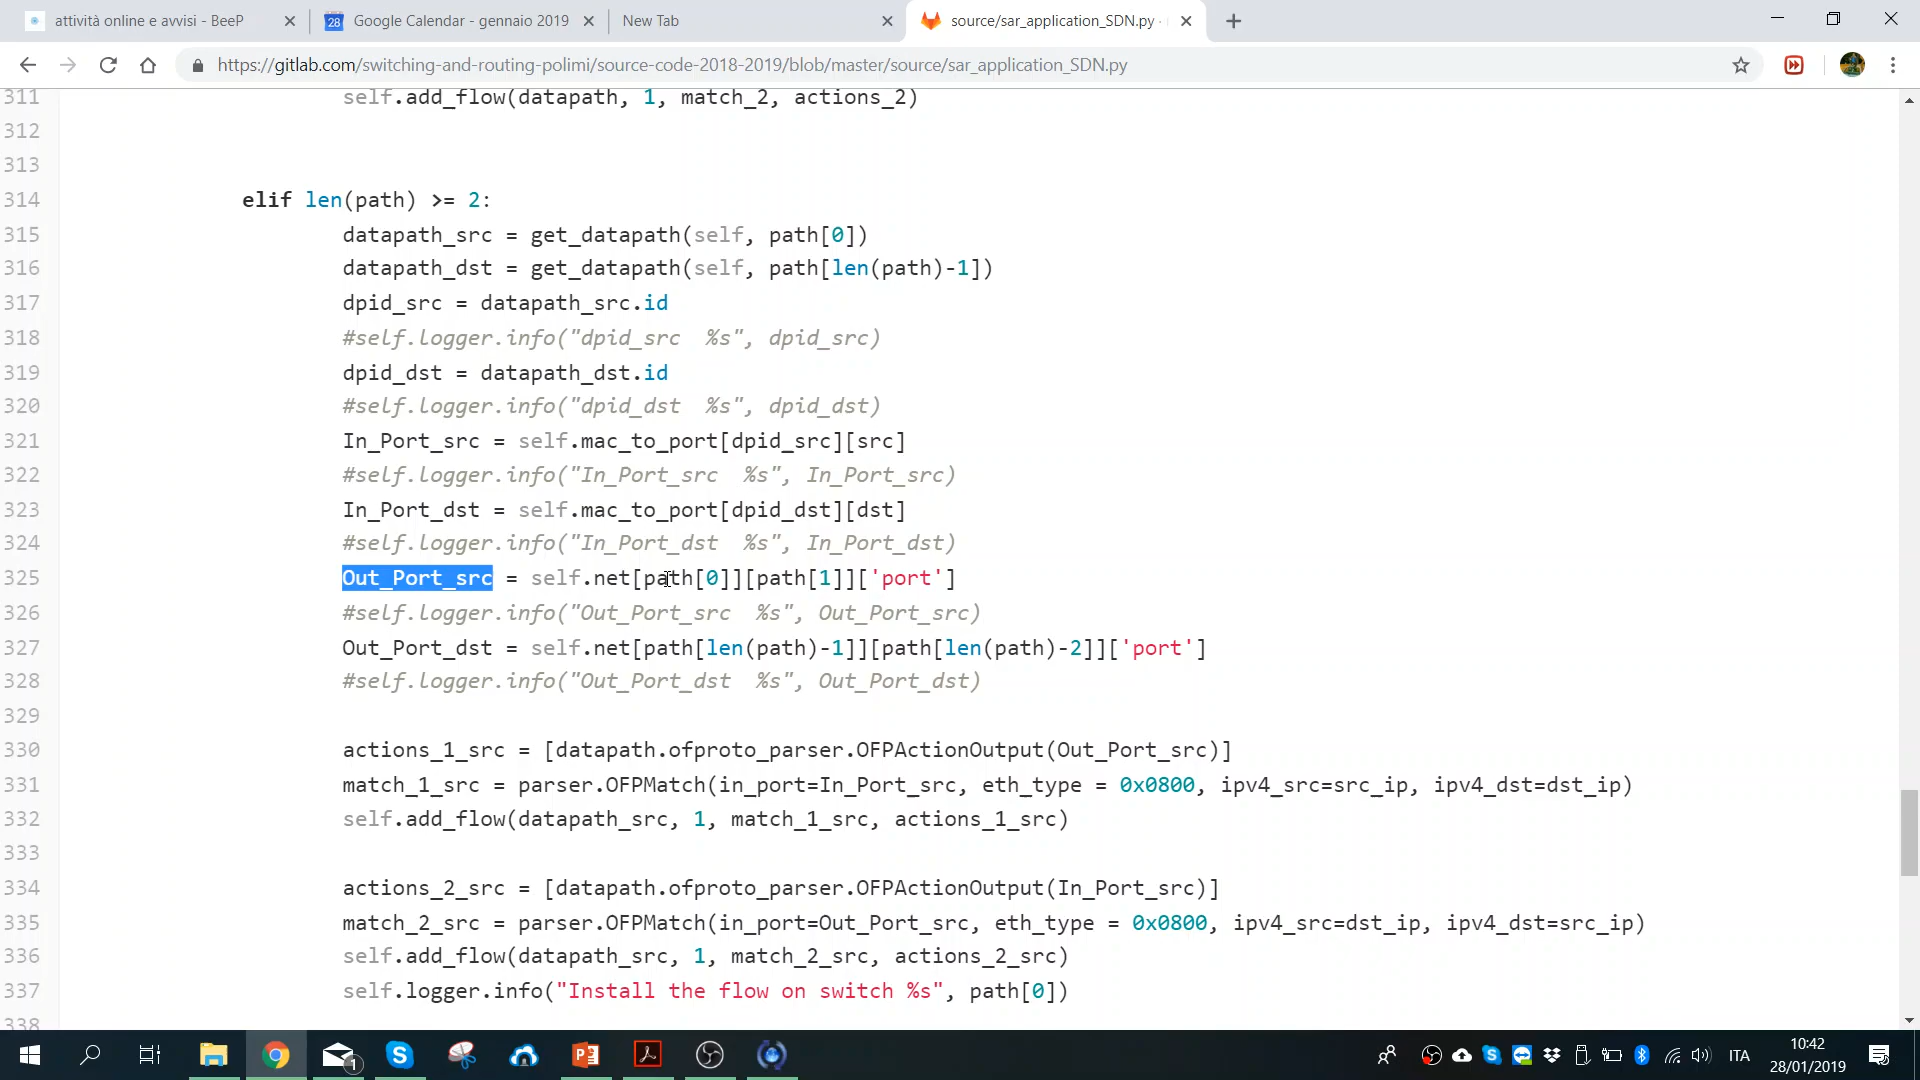 attività online e avvisi - BeeP
28 Google Calendar - gennaio 2019
New Tab
source/sar_application_SDN.py ·
https://gitlab.com/switching-and-routing-polimi/source-code-2018-2019/blob/master/source/sar_application_SDN.py
311 self.add_flow(datapath, 1, match_2, actions_2)
312
313
314 elif len(path) >= 2:
315 datapath_src = get_datapath(self, path[0])
316 datapath_dst = get_datapath(self, path[len(path)-1])
317 dpid_src = datapath_src.id
318 #self.logger.info("dpid_src  %s", dpid_src)
319 dpid_dst = datapath_dst.id
320 #self.logger.info("dpid_dst  %s", dpid_dst)
321 In_Port_src = self.mac_to_port[dpid_src][src]
322 #self.logger.info("In_Port_src  %s", In_Port_src)
323 In_Port_dst = self.mac_to_port[dpid_dst][dst]
324 #self.logger.info("In_Port_dst  %s", In_Port_dst)
325 Out_Port_src = self.net[path[0]][path[1]]['port']
326 #self.logger.info("Out_Port_src  %s", Out_Port_src)
327 Out_Port_dst = self.net[path[len(path)-1]][path[len(path)-2]]['port']
328 #self.logger.info("Out_Port_dst  %s", Out_Port_dst)
329
330 actions_1_src = [datapath.ofproto_parser.OFPActionOutput(Out_Port_src)]
331 match_1_src = parser.OFPMatch(in_port=In_Port_src, eth_type = 0x0800, ipv4_src=src_ip, ipv4_dst=dst_ip)
332 self.add_flow(datapath_src, 1, match_1_src, actions_1_src)
333
334 actions_2_src = [datapath.ofproto_parser.OFPActionOutput(In_Port_src)]
335 match_2_src = parser.OFPMatch(in_port=Out_Port_src, eth_type = 0x0800, ipv4_src=dst_ip, ipv4_dst=src_ip)
336 self.add_flow(datapath_src, 1, match_2_src, actions_2_src)
337 self.logger.info("Install the flow on switch %s", path[0])
338
1
ITA
10:42
28/01/2019